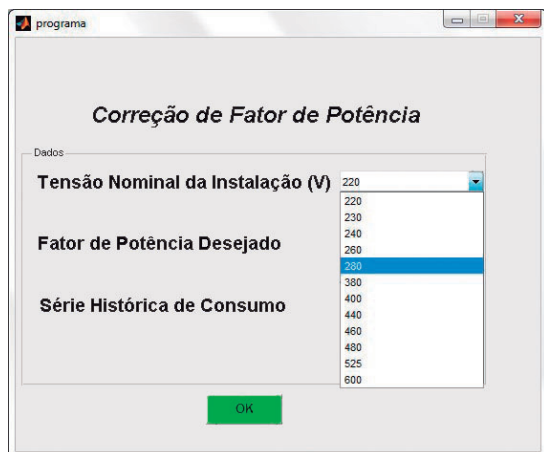 programa
Correção de Fator de Potência
Dados
Tensão Nominal da Instalação (V) 220
220
230
240
260
280
380
400
440
460
480
525
600
Fator de Potência Desejado
Série Histórica de Consumo
OK